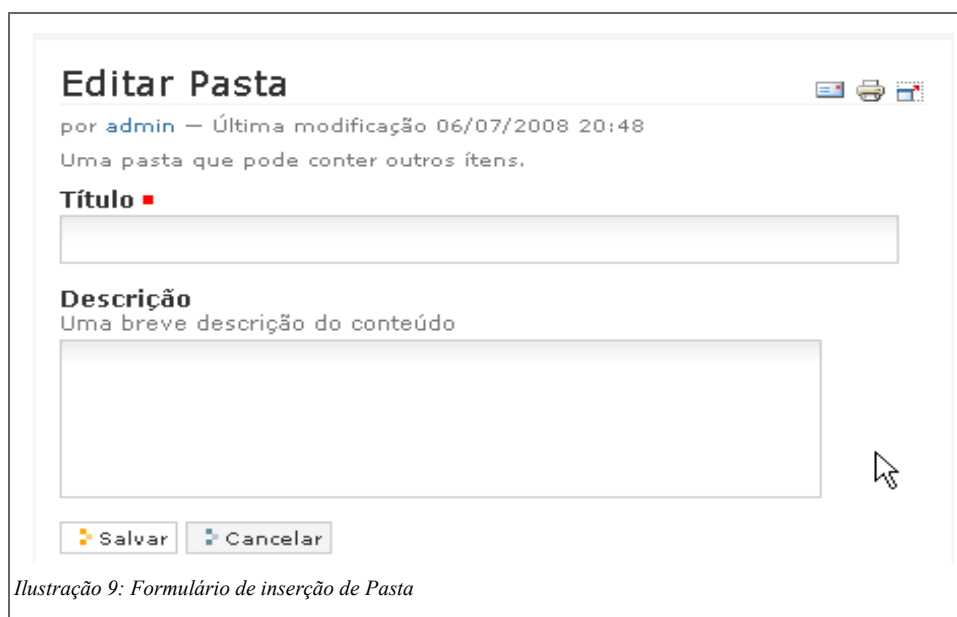 Editar Pasta
por admin — Última modificação 06/07/2008 20:48
Uma pasta que pode conter outros ítens.
Título
Descrição
Uma breve descrição do conteúdo
Salvar Cancelar
Ilustração 9: Formulário de inserção de Pasta